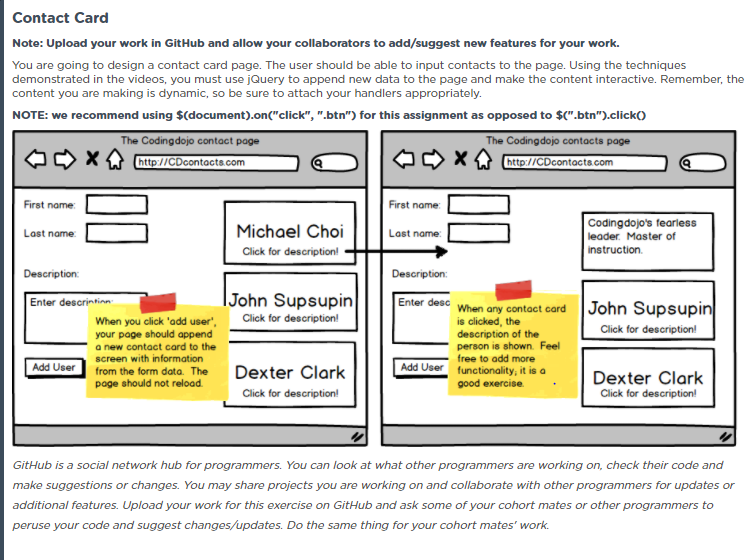 Contact Card
Note: Upload your work in GitHub and allow your collaborators to add/suggest new features for your work.
You are going to design a contact card page. The user should be able to input contacts to the page. Using the techniques
demonstrated in the videos, you must use jQuery to append new data to the page and make the content interactive. Remember, the
content you are making is dynamic, so be sure to attach your handlers appropriately.
NOTE: we recommend using $(document).on("click", ".btn") for this assignment as opposed to $(".btn").click()
The Codingdojo contact page
http://CDcontacts.com
First name:
Last name:
Description:
Enter description:
Add User
When you click 'add user',
your page should append
a new contact card to the
screen with information
from the form data. The
page should not reload.
Michael Choi
Click for description!
John Supsupin
Click for description!
Dexter Clark
Click for description!
The Codingdojo contacts page
http://CDcontacts.com
First name:
Last name:
Description:
Enter desc
Add User
When any contact card
is clicked, the
description of the
person is shown. Feel
free to add more
functionality; it is a
good exercise.
Codingdojo's fearless
leader. Master of
instruction.
John Supsupin
Click for description!
Dexter Clark
Click for description!
GitHub is a social network hub for programmers. You can look at what other programmers are working on, check their code and
make suggestions or changes. You may share projects you are working on and collaborate with other programmers for updates or
additional features. Upload your work for this exercise on GitHub and ask some of your cohort mates or other programmers to
peruse your code and suggest changes/updates. Do the same thing for your cohort mates' work.